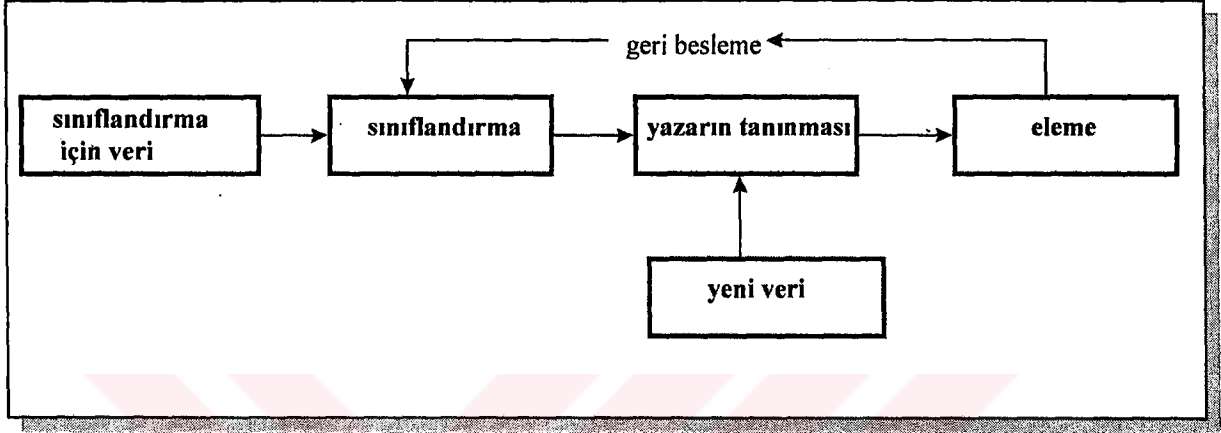 geri besleme
sınıflandırma
için veri
sınıflandırma
yazarın tanınması
eleme
yeni veri